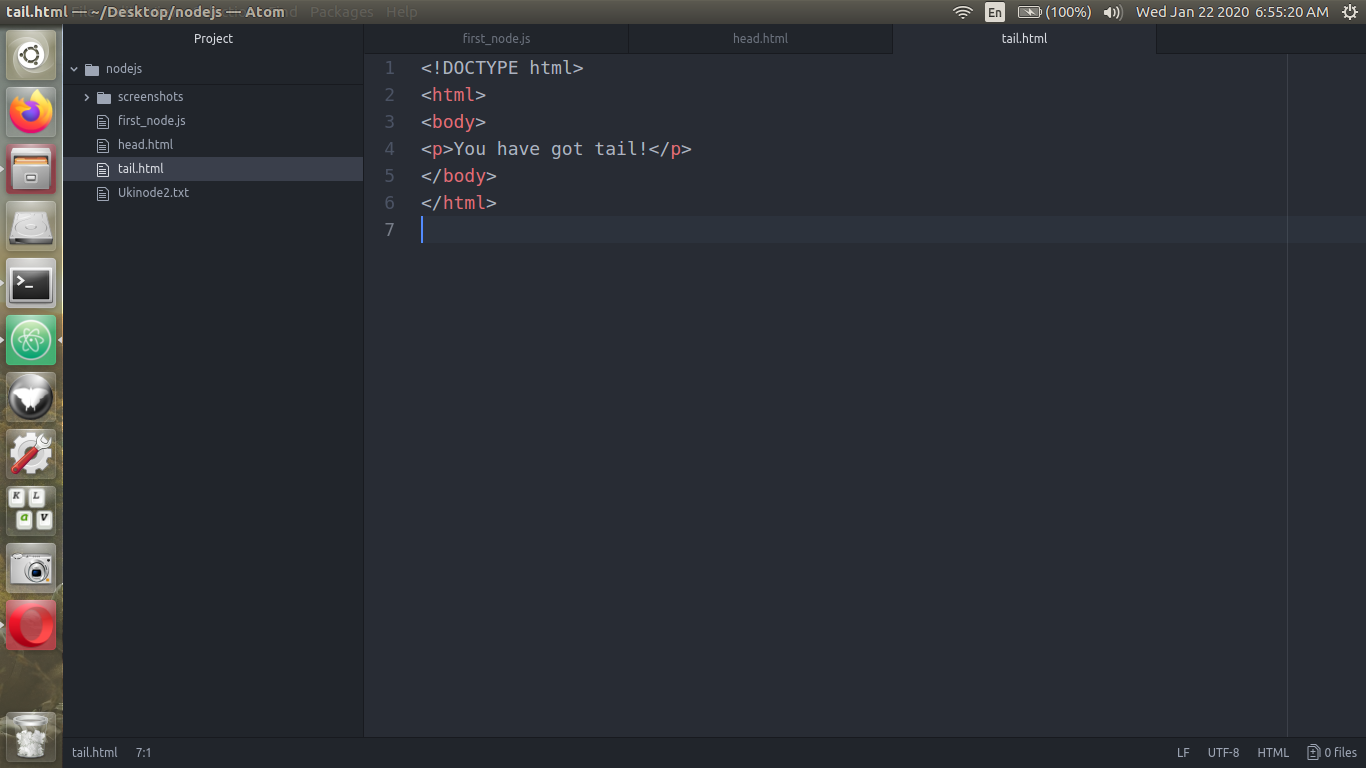 tail.html — ~/Desktop/nodejs — Atom Packages Help
En (100%) Wed Jan 22 2020 6:55:20 AM
Project
first_node.js head.html tail.html
nodejs
screenshots
first_node.js
head.html
tail.html
Ukinode2.txt
1 <!DOCTYPE html>
2 <html>
3 <body>
4 <p>You have got tail!</p>
5 </body>
6 </html>
7
K L
a v
tail.html 7:1 LF UTF-8 HTML 0 files